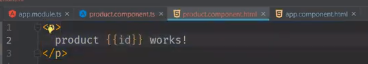 app.module.ts × product.component.ts × product.component.html × app.component.html ×
1 <p>
2 product {{id}} works!
3 </p>